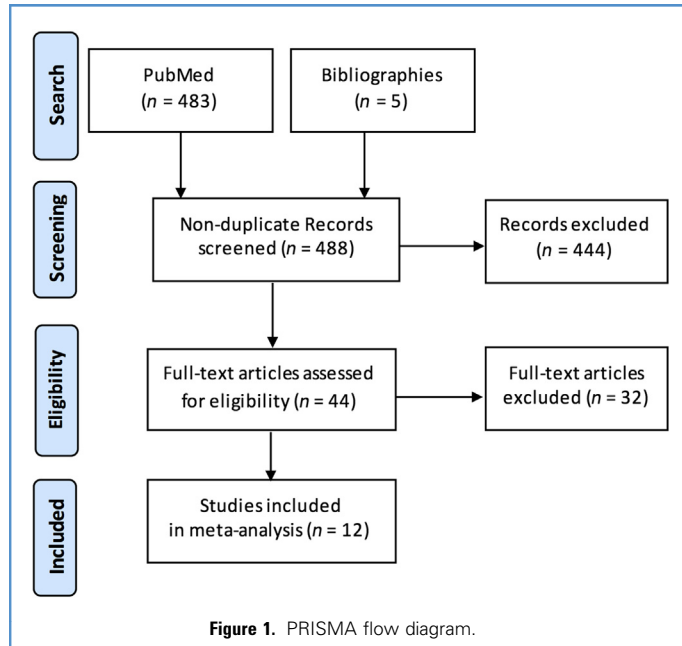 Search
PubMed
(n = 483)
Bibliographies
(n = 5)
Screening
Non-duplicate Records
screened (n = 488)
Records excluded
(n = 444)
Eligibility
Full-text articles assessed
for eligibility (n = 44)
Full-text articles
excluded (n = 32)
Included
Studies included
in meta-analysis (n = 12)
Figure 1. PRISMA flow diagram.